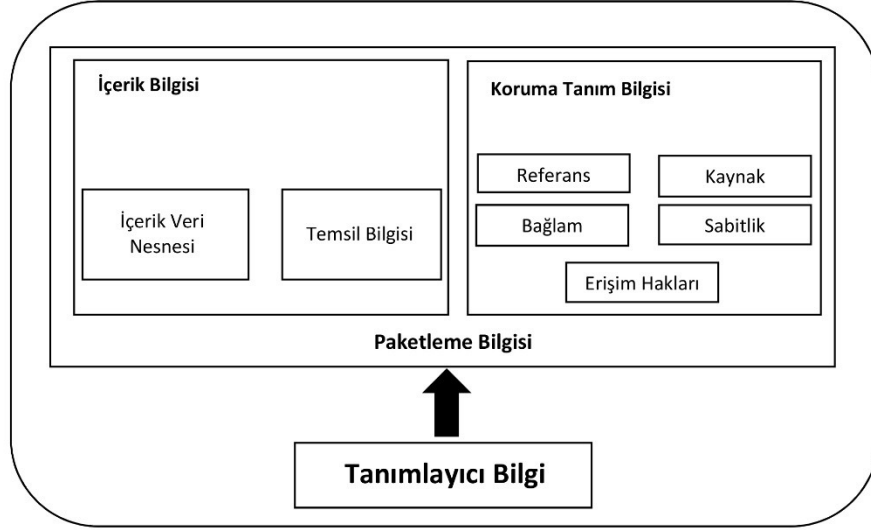 İçerik Bilgisi
İçerik Veri
Nesnesi
Temsil Bilgisi
Koruma Tanım Bilgisi
Referans
Kaynak
Bağlam
Sabitlik
Erişim Hakları
Paketleme Bilgisi
Tanımlayıcı Bilgi